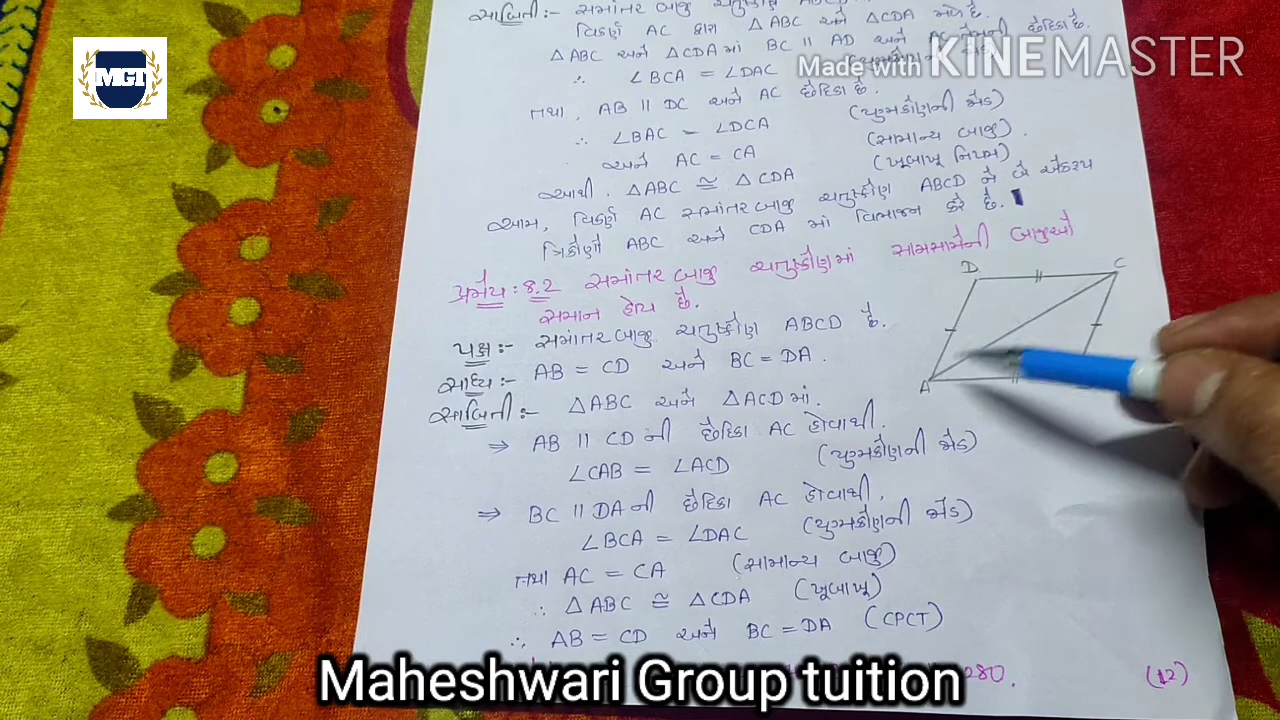 સાબિતી :- સમાંતર બાજુ
વિકર્ણ AC દ્વારા △ABC અને △CDA મળે છે.
△ABC અને △CDA માં BC || AD અને AC છેદિકા છે.
∴ ∠BCA = ∠DAC
તથા, AB || DC અને AC છેદિકા છે.
∴ ∠BAC = ∠DCA (યુગ્મકોણની જોડ)
અને AC = CA (સામાન્ય બાજુ).
આથી. △ABC ≅ △CDA (ખૂબાખૂ નિયમ)
આમ, વિકર્ણ AC સમાંતર બાજુ ચતુષ્કોણ ABCD ને બે એકરૂપ
ત્રિકોણો ABC અને CDA માં વિભાજન કરે છે.
પ્રમેય : 8.2 સમાંતર બાજુ ચતુષ્કોણમાં સામસામેની બાજુઓ
સમાન હોય છે.
પક્ષ :- સમાંતર બાજુ ચતુષ્કોણ ABCD છે.
સાધ્ય :- AB = CD અને BC = DA .
સાબિતી :- △ABC અને △ACD માં.
⇒ AB || CD ની છેદિકા AC હોવાથી.
∠CAB = ∠ACD (યુગ્મકોણની જોડ)
⇒ BC || DA ની છેદિકા AC હોવાથી,
∠BCA = ∠DAC (યુગ્મકોણની જોડ)
તથા AC = CA (સામાન્ય બાજુ)
∴ △ABC ≅ △CDA (ખૂબાખૂ)
∴ AB = CD અને BC = DA (CPCT)
(12)
D C
A
MGT
Made with KINEMASTER
Maheshwari Group tuition